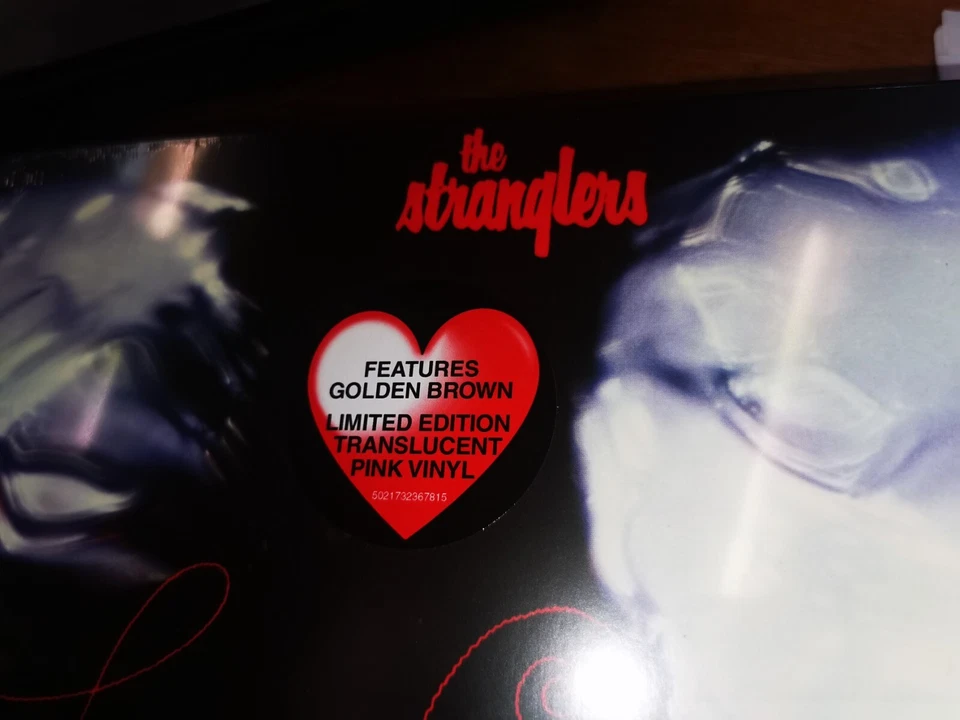 the
stranglers
FEATURES
GOLDEN BROWN
LIMITED EDITION
TRANSLUCENT
PINK VINYL
5021732367815